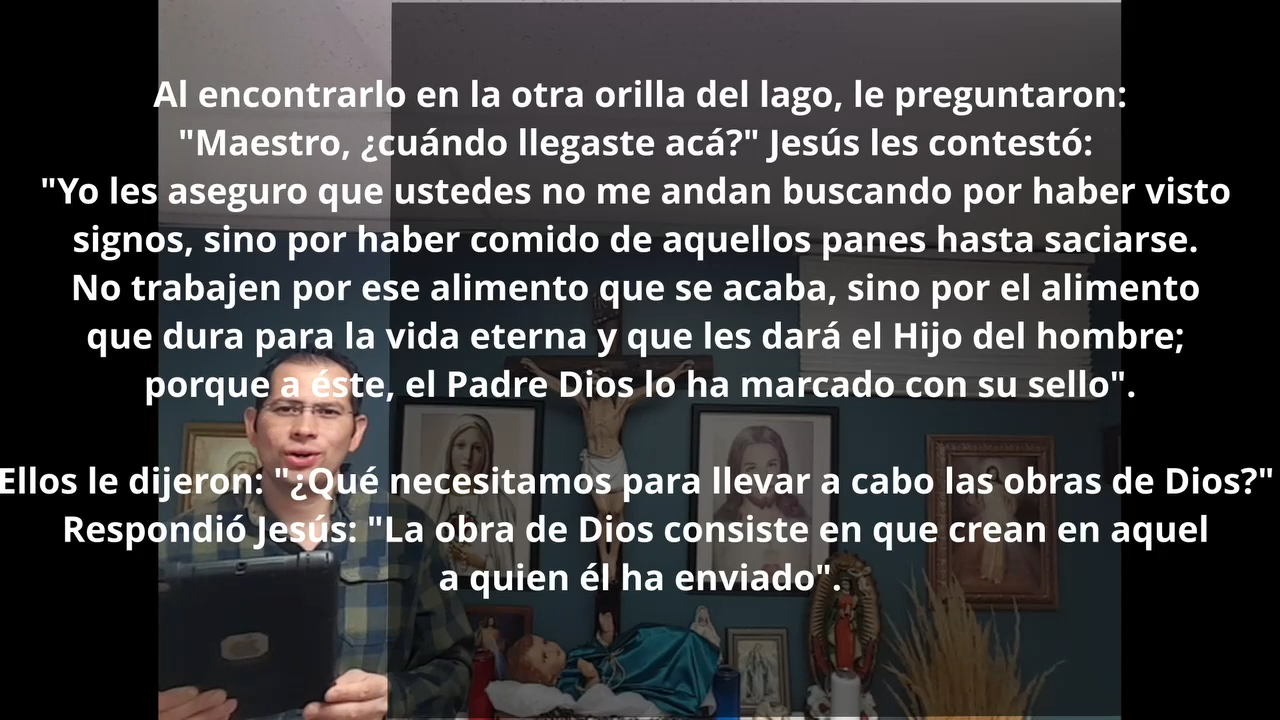 Al encontrarlo en la otra orilla del lago, le preguntaron:
"Maestro, ¿cuándo llegaste acá?" Jesús les contestó:
"Yo les aseguro que ustedes no me andan buscando por haber visto
signos, sino por haber comido de aquellos panes hasta saciarse.
No trabajen por ese alimento que se acaba, sino por el alimento
que dura para la vida eterna y que les dará el Hijo del hombre;
porque a éste, el Padre Dios lo ha marcado con su sello".
Ellos le dijeron: "¿Qué necesitamos para llevar a cabo las obras de Dios?"
Respondió Jesús: "La obra de Dios consiste en que crean en aquel
a quien él ha enviado".